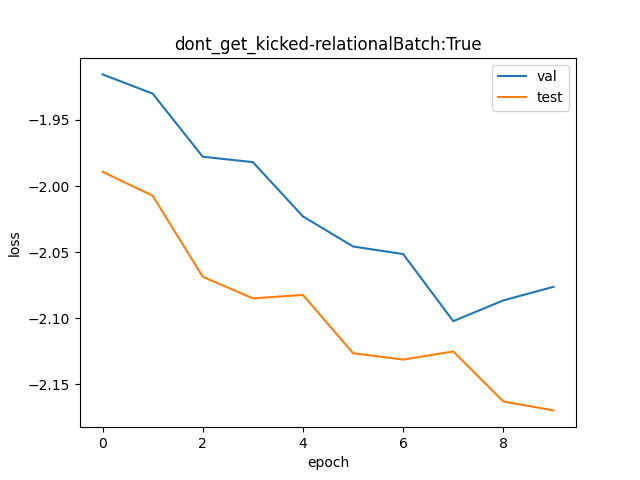 dont_get_kicked-relationalBatch:True
val
test
−1.95
−2.00
−2.05
−2.10
−2.15
loss
0
2
4
6
8
epoch